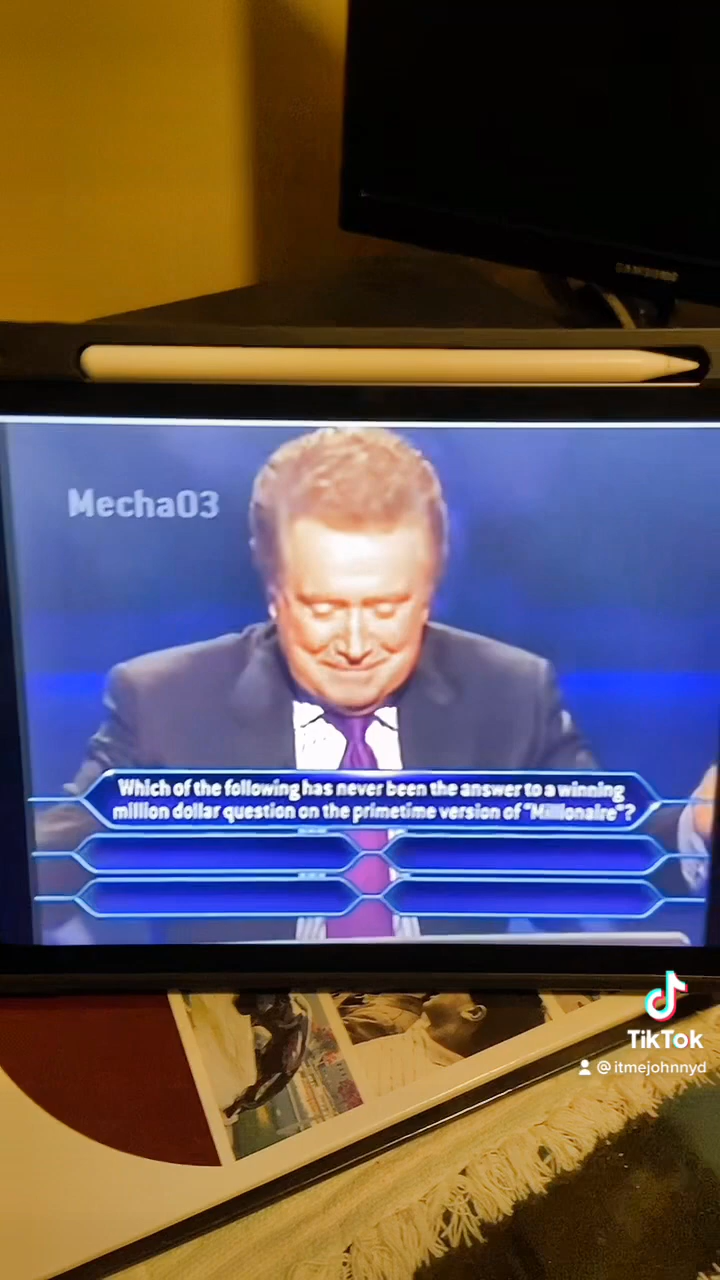 SAMSUNG
Mecha03
Which of the following has never been the answer to a winning
million dollar question on the primetime version of "Millionaire"?
TikTok
@itmejohnnyd